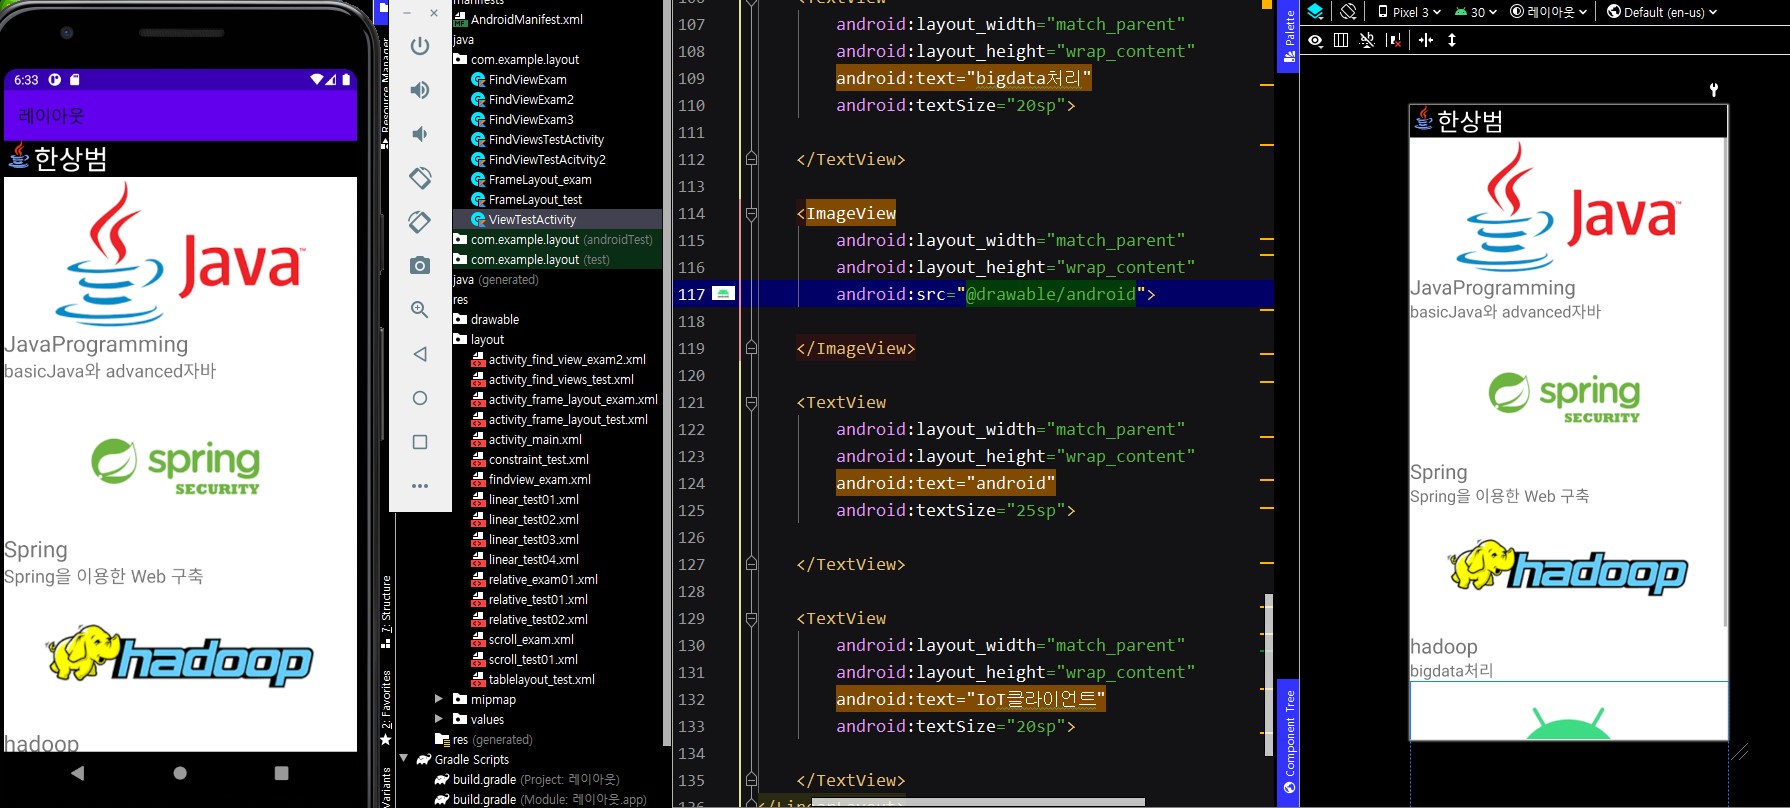 6:33
레이아웃
한상범
Java™
JavaProgramming
basicJava와 advanced자바
spring
SECURITY
Spring
Spring을 이용한 Web 구축
hadoop
hadoop
Resource Manager
7: Structure
2: Favorites
Variants
manifests
AndroidManifest.xml
java
com.example.layout
FindViewExam
FindViewExam2
FindViewExam3
FindViewsTestActivity
FindViewTestAcitvity2
FrameLayout_exam
FrameLayout_test
ViewTestActivity
com.example.layout (androidTest)
com.example.layout (test)
java (generated)
res
drawable
layout
activity_find_view_exam2.xml
activity_find_views_test.xml
activity_frame_layout_exam.xml
activity_frame_layout_test.xml
activity_main.xml
constraint_test.xml
findview_exam.xml
linear_test01.xml
linear_test02.xml
linear_test03.xml
linear_test04.xml
relative_exam01.xml
relative_test01.xml
relative_test02.xml
scroll_exam.xml
scroll_test01.xml
tablelayout_test.xml
mipmap
values
res (generated)
Gradle Scripts
build.gradle (Project: 레이아웃)
build.gradle (Module: 레이아웃.app)
106 <TextView
107 android:layout_width="match_parent"
108 android:layout_height="wrap_content"
109 android:text="bigdata처리"
110 android:textSize="20sp">
111
112 </TextView>
113
114 <ImageView
115 android:layout_width="match_parent"
116 android:layout_height="wrap_content"
117 android:src="@drawable/android">
118
119 </ImageView>
120
121 <TextView
122 android:layout_width="match_parent"
123 android:layout_height="wrap_content"
124 android:text="android"
125 android:textSize="25sp">
126
127 </TextView>
128
129 <TextView
130 android:layout_width="match_parent"
131 android:layout_height="wrap_content"
132 android:text="IoT클라이언트"
133 android:textSize="20sp">
134
135 </TextView>
136 </LinearLayout>
Palette
Component Tree
Pixel 3 30 레이아웃 Default (en-us)
한상범
Java™
JavaProgramming
basicJava와 advanced자바
spring
SECURITY
Spring
Spring을 이용한 Web 구축
hadoop
hadoop
bigdata처리